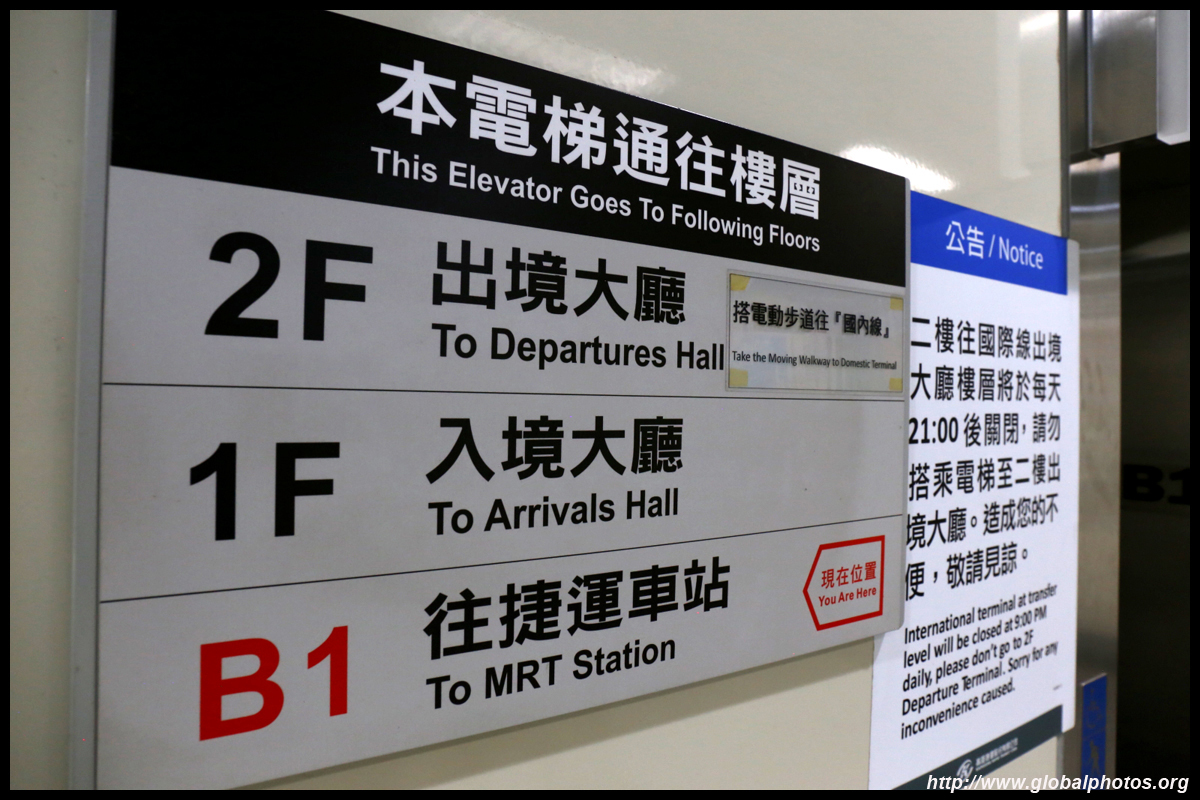 本電梯通往樓層
This Elevator Goes To Following Floors
2F
出境大廳
To Departures Hall
搭電動步道往『國內線』
Take the Moving Walkway to Domestic Terminal
1F
入境大廳
To Arrivals Hall
B1
往捷運車站
To MRT Station
現在位置
You Are Here
公告 / Notice
二樓往國際線出境
大廳樓層將於每天
21:00 後關閉，請勿
搭乘電梯至二樓出
境大廳。造成您的不
便，敬請見諒。
International terminal at transfer
level will be closed at 9:00 PM
daily, please don't go to 2F
Departure Terminal. Sorry for any
inconvenience caused.
B1
http://www.globalphotos.org